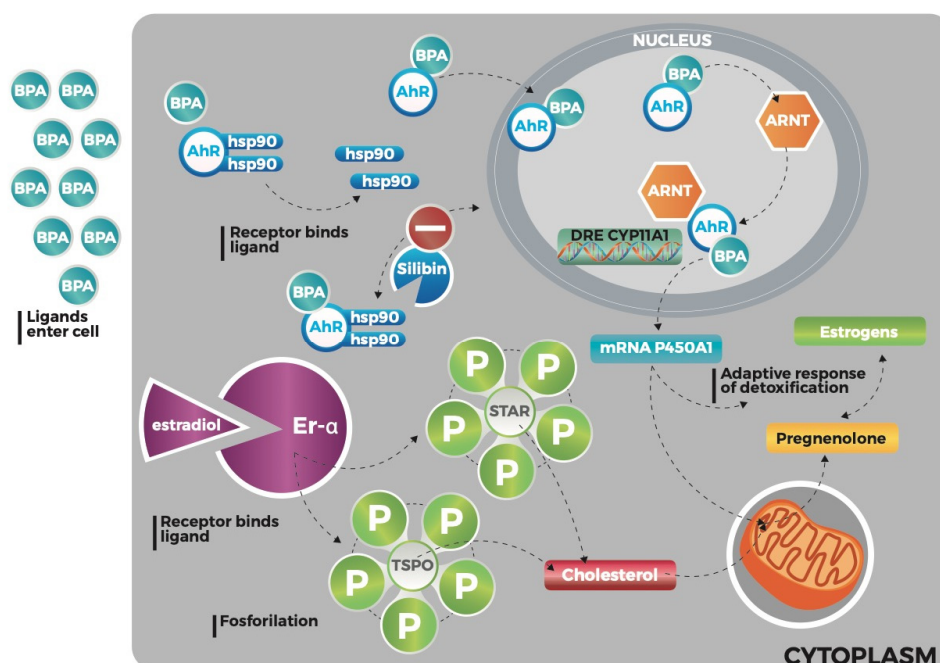 BPA
BPA
BPA
BPA
BPA
BPA
BPA
BPA
BPA
Ligands
enter cell
BPA
AhR
hsp90
hsp90
hsp90
hsp90
Receptor binds
ligand
BPA
AhR
NUCLEUS
AhR
BPA
BPA
AhR
ARNT
ARNT
AhR
BPA
DRE CYP11A1
Silibin
BPA
AhR
hsp90
hsp90
mRNA P450A1
Estrogens
Adaptive response
of detoxification
Pregnenolone
estradiol
Er-α
Receptor binds
ligand
P
P
P
P
P
STAR
P
P
P
P
P
TSPO
Fosforilation
Cholesterol
CYTOPLASM